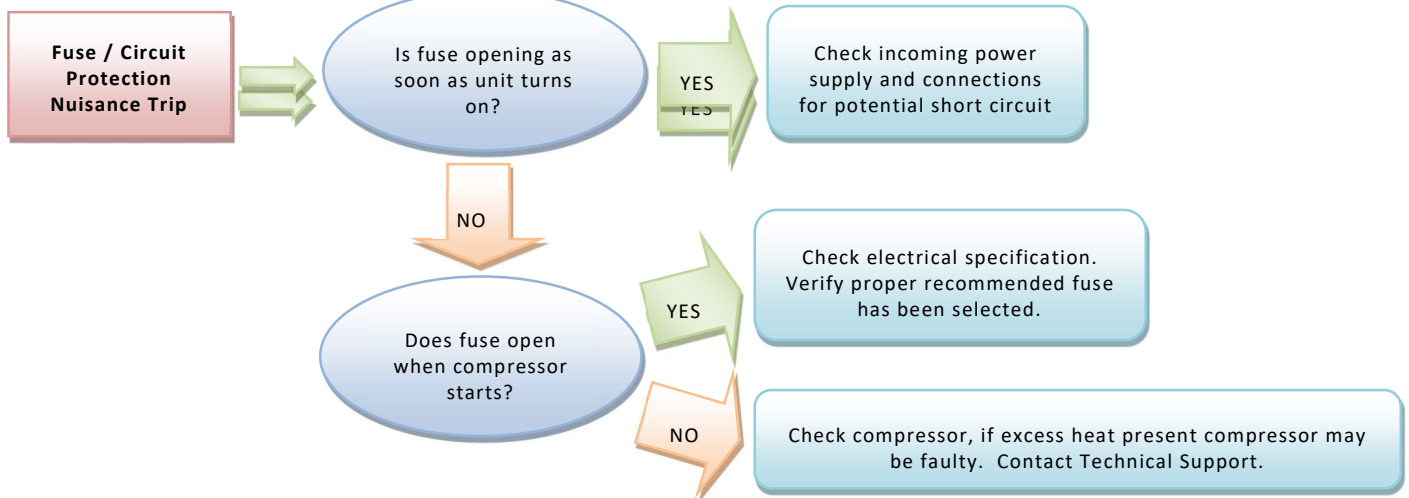 Fuse / Circuit
Protection
Nuisance Trip
Is fuse opening as
soon as unit turns
on?
YES
YES
Check incoming power
supply and connections
for potential short circuit
NO
Does fuse open
when compressor
starts?
YES
Check electrical specification.
Verify proper recommended fuse
has been selected.
NO
Check compressor, if excess heat present compressor may
be faulty. Contact Technical Support.